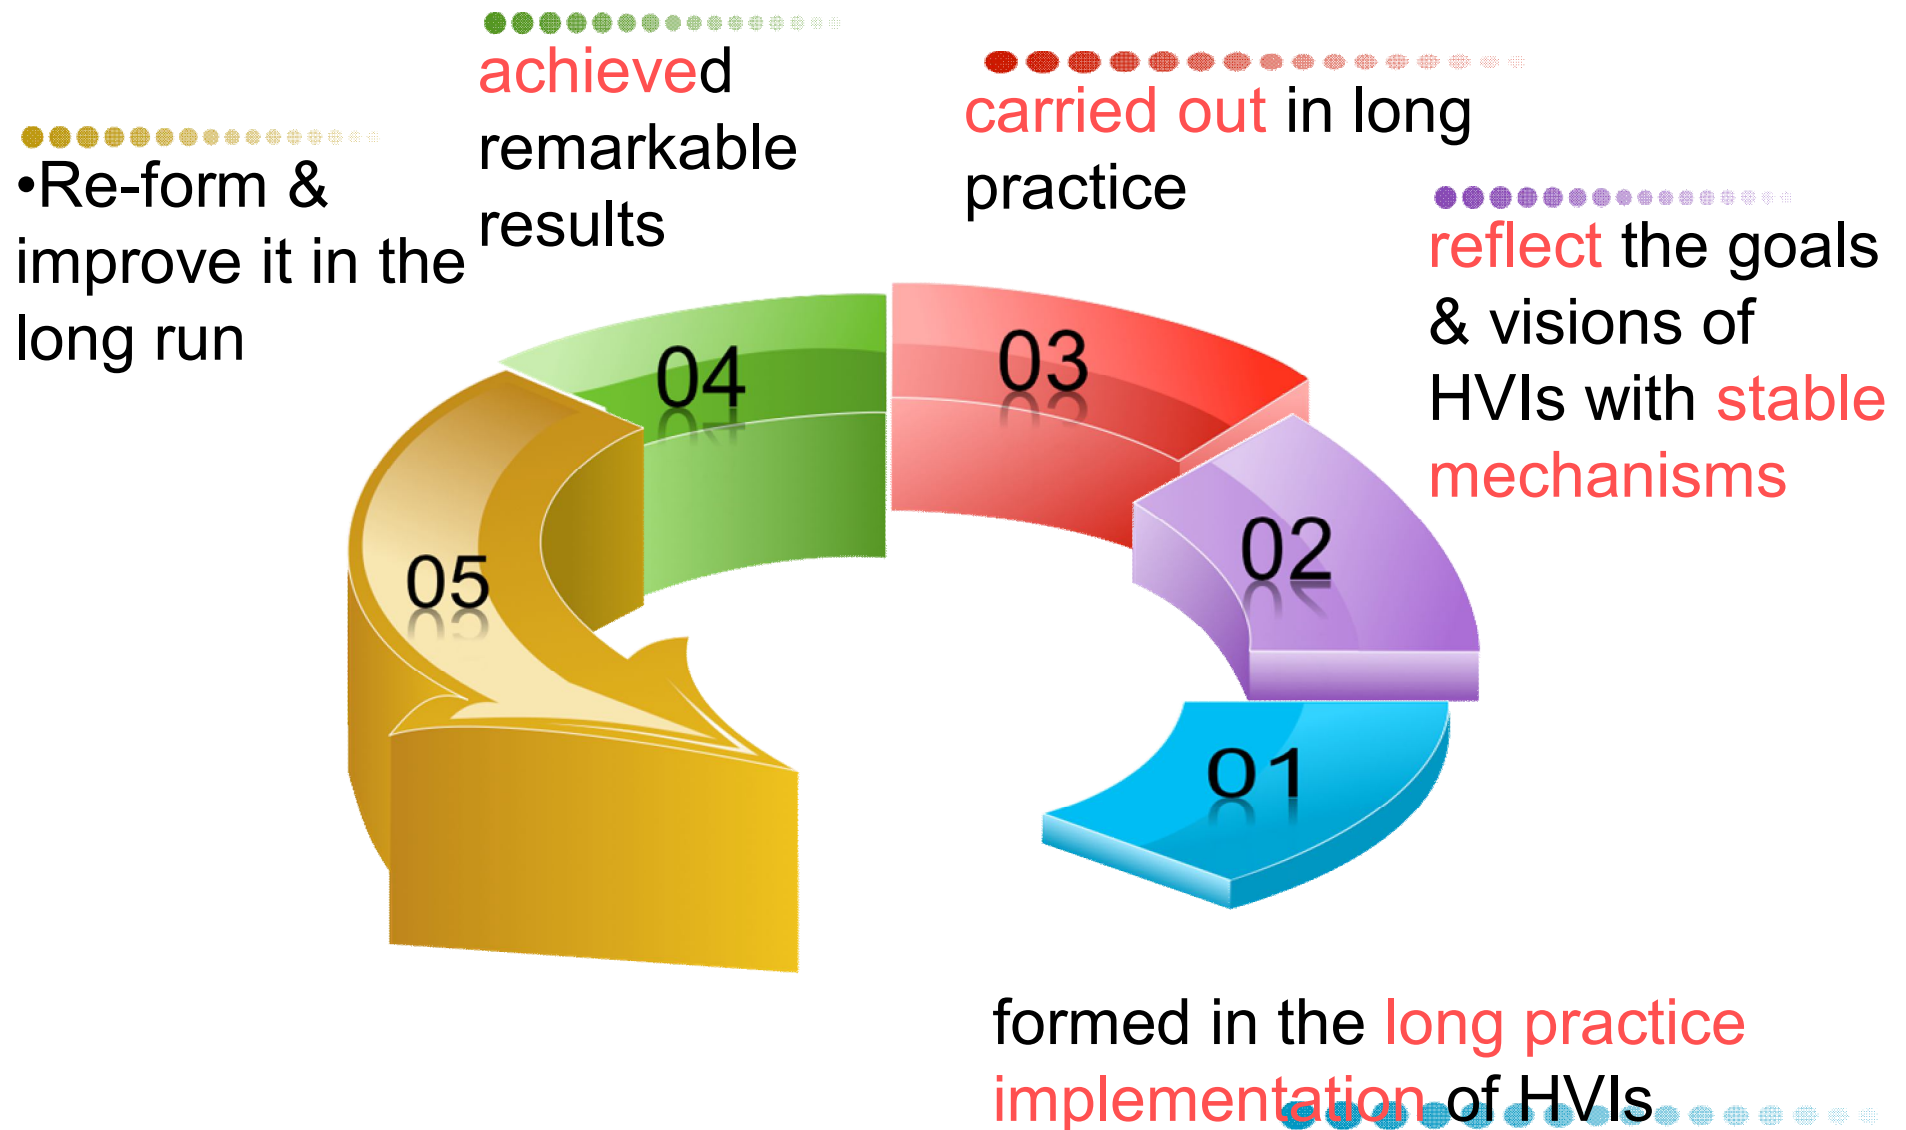 achieved
remarkable
results
carried out in long
practice
•Re-form &
improve it in the
long run
reflect the goals
& visions of
HVIs with stable
mechanisms
04
03
02
05
01
formed in the long practice
implementation of HVIs